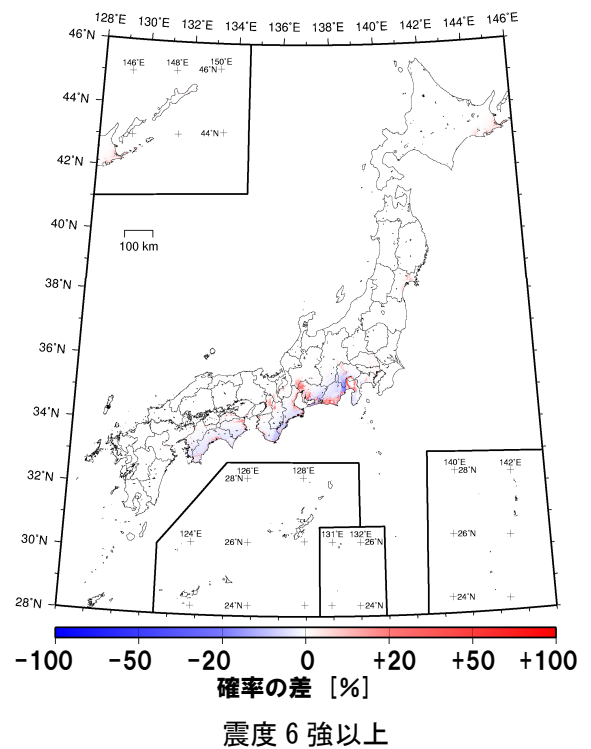 128°E 130°E 132°E 134°E 136°E 138°E 140°E 142°E 144°E 146°E
46°N
146°E 148°E 150°E
46°N
44°N
44°N
42°N
40°N
100 km
38°N
36°N
34°N
32°N
126°E 128°E
28°N
140°E 142°E
28°N
30°N
124°E
26°N
131°E 132°E
26°N
26°N
28°N
24°N
24°N
24°N
-100 -50 -20 0 +20 +50 +100
確率の差 [%]
震度6強以上